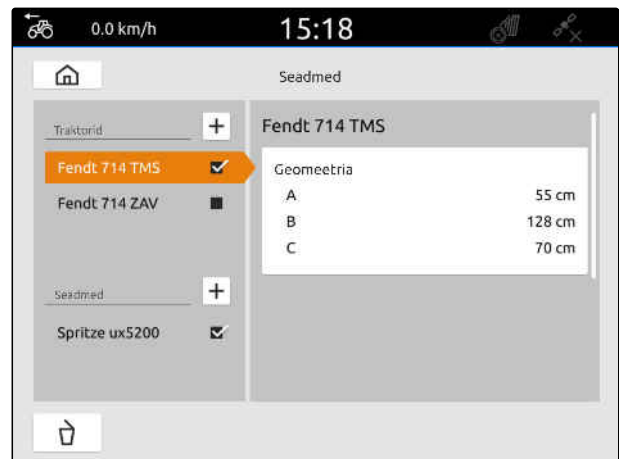 0.0 km/h 15:18
Seadmed
Traktorid
Fendt 714 TMS
Fendt 714 ZAV
Seadmed
Spritze ux5200
Fendt 714 TMS
Geomeetria
A 55 cm
B 128 cm
C 70 cm